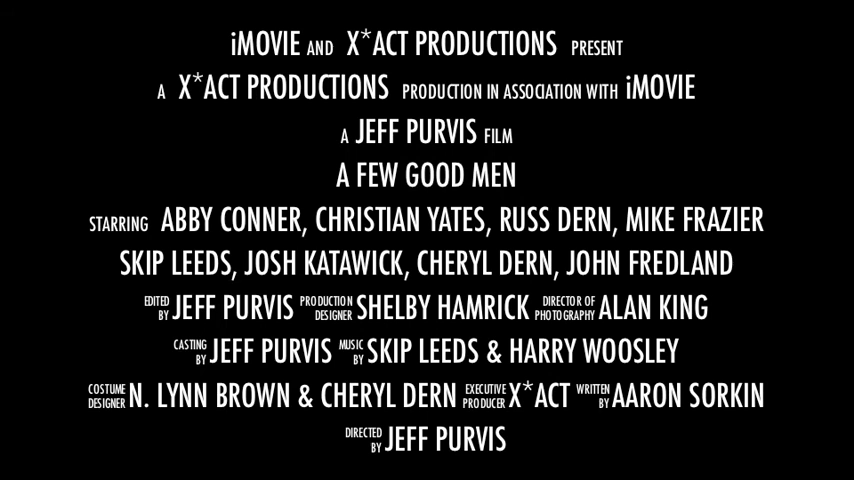 iMOVIE AND X*ACT PRODUCTIONS PRESENT
A X*ACT PRODUCTIONS PRODUCTION IN ASSOCIATION WITH iMOVIE
A JEFF PURVIS FILM
A FEW GOOD MEN
STARRING ABBY CONNER, CHRISTIAN YATES, RUSS DERN, MIKE FRAZIER
SKIP LEEDS, JOSH KATAWICK, CHERYL DERN, JOHN FREDLAND
EDITED BY JEFF PURVIS PRODUCTION DESIGNER SHELBY HAMRICK DIRECTOR OF PHOTOGRAPHY ALAN KING
CASTING BY JEFF PURVIS MUSIC BY SKIP LEEDS & HARRY WOOSLEY
COSTUME DESIGNER N. LYNN BROWN & CHERYL DERN EXECUTIVE PRODUCER X*ACT WRITTEN BY AARON SORKIN
DIRECTED BY JEFF PURVIS